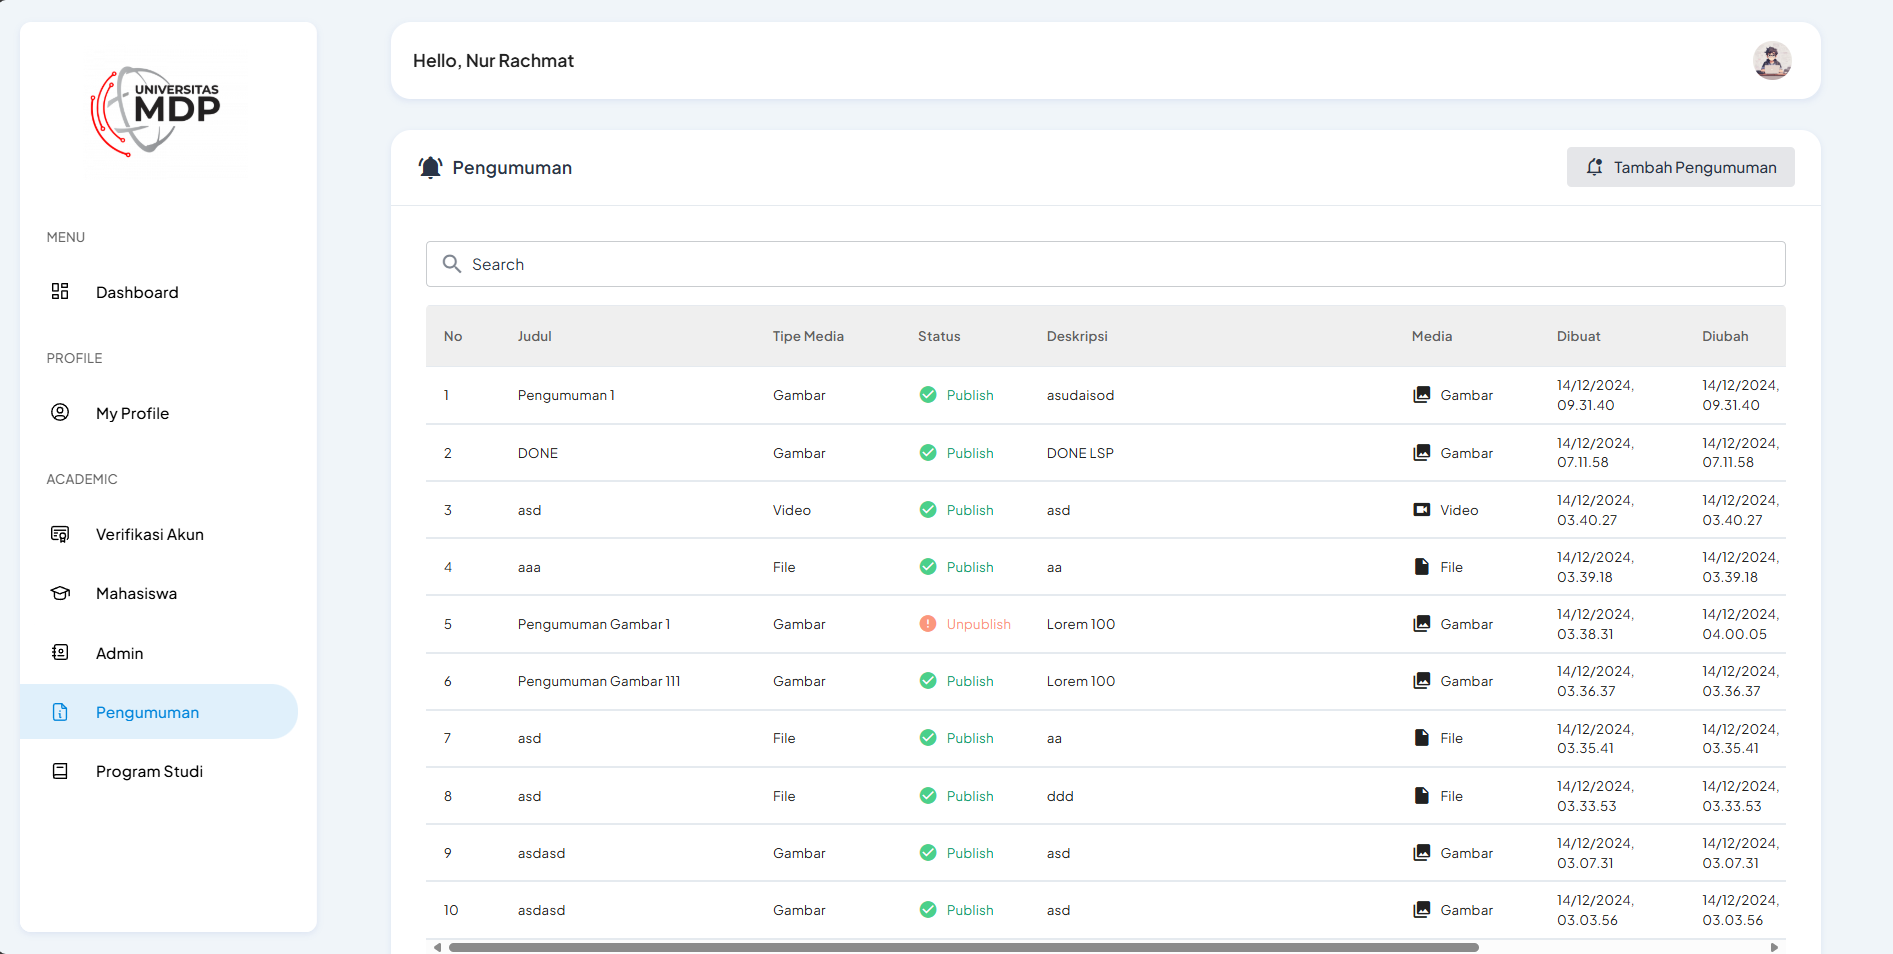 UNIVERSITAS
MDP
MENU
Dashboard
PROFILE
My Profile
ACADEMIC
Verifikasi Akun
Mahasiswa
Admin
Pengumuman
Program Studi
Hello, Nur Rachmat
Pengumuman
Tambah Pengumuman
Search
No Judul Tipe Media Status Deskripsi Media Dibuat Diubah
1 Pengumuman 1 Gambar Publish asudaisod Gambar 14/12/2024, 09.31.40 14/12/2024, 09.31.40
2 DONE Gambar Publish DONE LSP Gambar 14/12/2024, 07.11.58 14/12/2024, 07.11.58
3 asd Video Publish asd Video 14/12/2024, 03.40.27 14/12/2024, 03.40.27
4 aaa File Publish aa File 14/12/2024, 03.39.18 14/12/2024, 03.39.18
5 Pengumuman Gambar 1 Gambar Unpublish Lorem 100 Gambar 14/12/2024, 03.38.31 14/12/2024, 04.00.05
6 Pengumuman Gambar 111 Gambar Publish Lorem 100 Gambar 14/12/2024, 03.36.37 14/12/2024, 03.36.37
7 asd File Publish aa File 14/12/2024, 03.35.41 14/12/2024, 03.35.41
8 asd File Publish ddd File 14/12/2024, 03.33.53 14/12/2024, 03.33.53
9 asdasd Gambar Publish asd Gambar 14/12/2024, 03.07.31 14/12/2024, 03.07.31
10 asdasd Gambar Publish asd Gambar 14/12/2024, 03.03.56 14/12/2024, 03.03.56